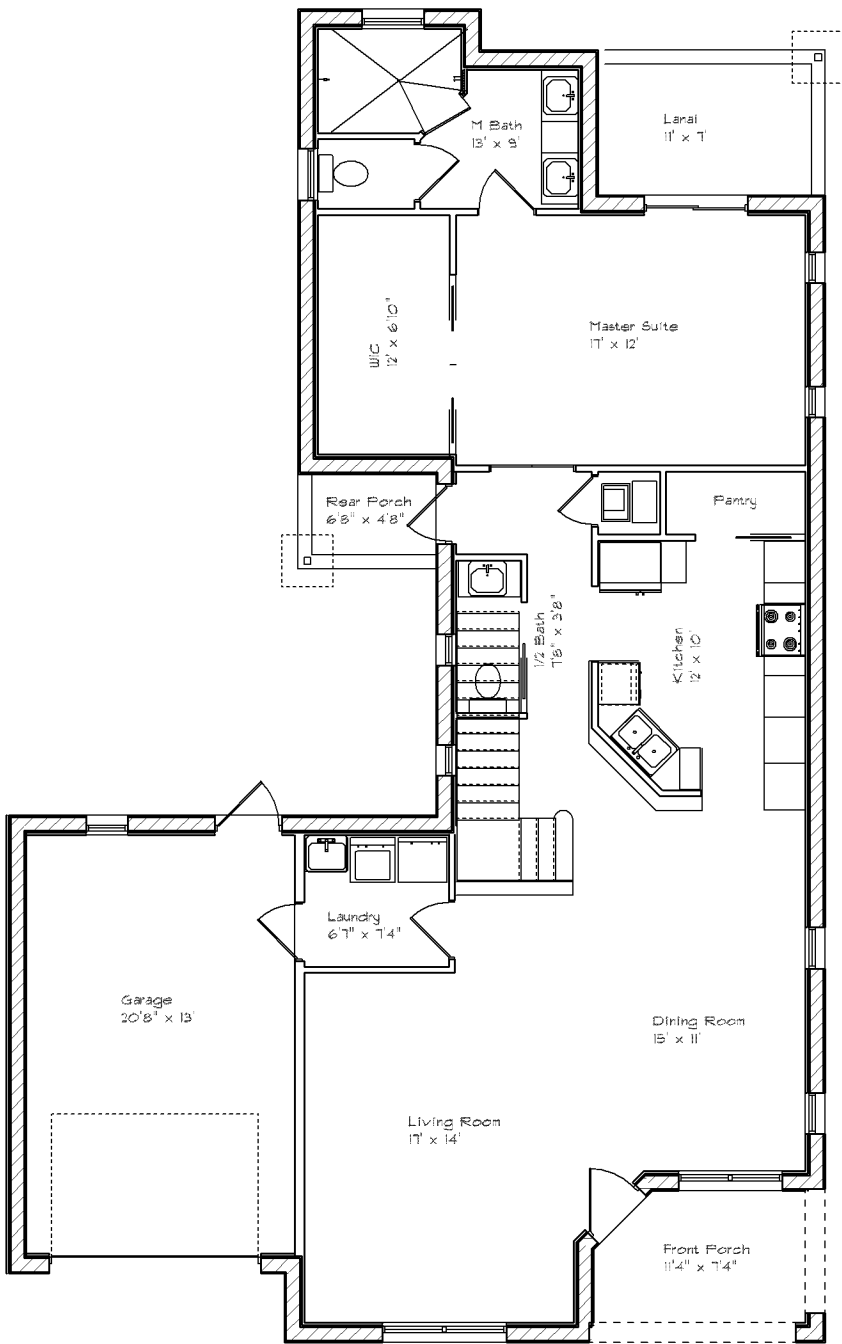 M Bath
13' x 9'
Lanai
11' x 7'
WIC
12' x 6'10"
Master Suite
17' x 12'
Rear Porch
6'8" x 4'8"
Pantry
1/2 Bath
7'8" x 3'8"
Kitchen
12' x 10'
Laundry
6'7" x 7'4"
Garage
20'8" x 13'
Dining Room
15' x 11'
Living Room
17' x 14'
Front Porch
11'4" x 7'4"